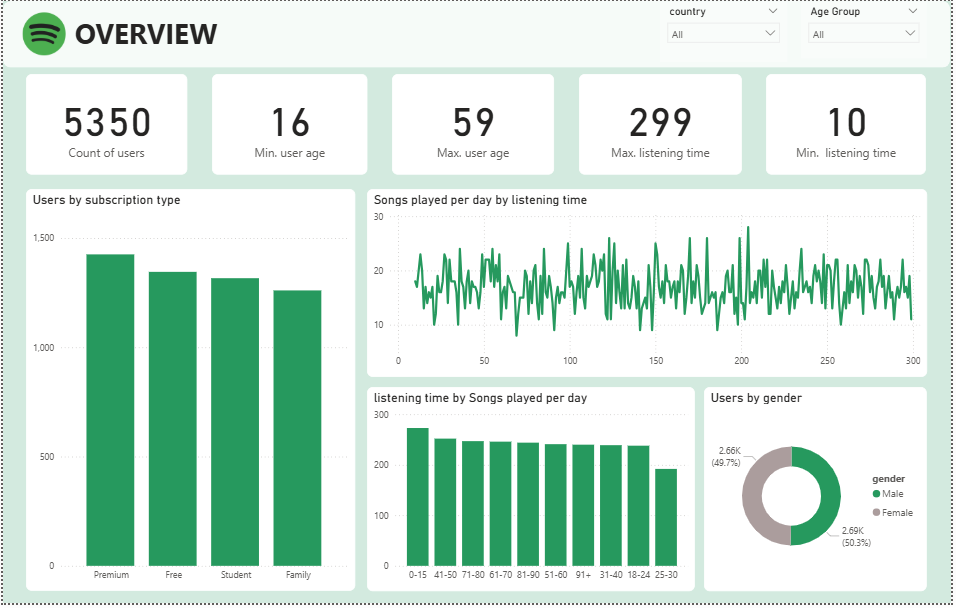 OVERVIEW
country
All
Age Group
All
5350
Count of users
16
Min. user age
59
Max. user age
299
Max. listening time
10
Min. listening time
Users by subscription type
1,500
1,000
500
0
Premium Free Student Family
Songs played per day by listening time
30
20
10
0 50 100 150 200 250 300
listening time by Songs played per day
300
200
100
0
0-15 41-50 71-80 61-70 81-90 51-60 91+ 31-40 18-24 25-30
Users by gender
2.66K
(49.7%)
2.69K
(50.3%)
gender
Male
Female